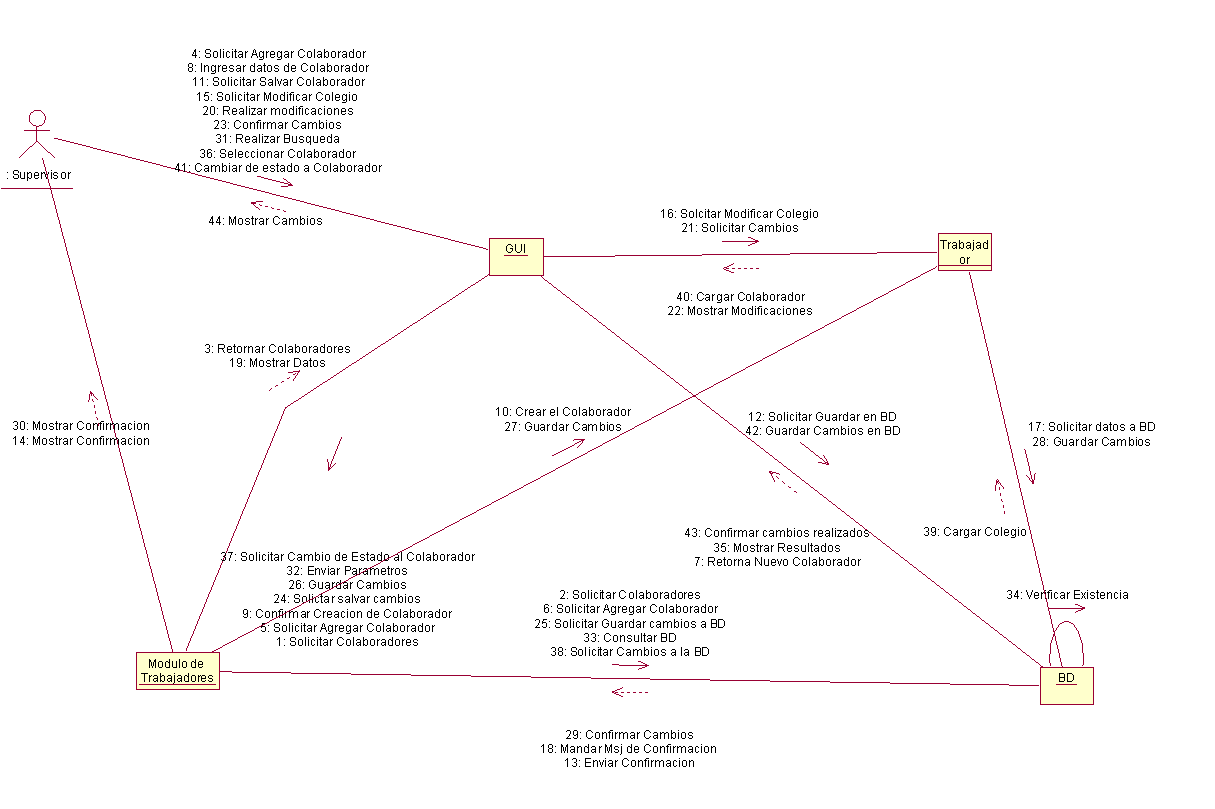 4: Solicitar Agregar Colaborador
8: Ingresar datos de Colaborador
11: Solicitar Salvar Colaborador
15: Solicitar Modificar Colegio
20: Realizar modificaciones
23: Confirmar Cambios
31: Realizar Busqueda
36: Seleccionar Colaborador
41: Cambiar de estado a Colaborador
: Supervisor
44: Mostrar Cambios
16: Solcitar Modificar Colegio
21: Solicitar Cambios
GUI
Trabajad
or
40: Cargar Colaborador
22: Mostrar Modificaciones
3: Retornar Colaboradores
19: Mostrar Datos
30: Mostrar Confirmacion
14: Mostrar Confirmacion
10: Crear el Colaborador
27: Guardar Cambios
12: Solicitar Guardar en BD
42: Guardar Cambios en BD
17: Solicitar datos a BD
28: Guardar Cambios
43: Confirmar cambios realizados
35: Mostrar Resultados
7: Retorna Nuevo Colaborador
39: Cargar Colegio
37: Solicitar Cambio de Estado al Colaborador
32: Enviar Parametros
26: Guardar Cambios
24: Solictar salvar cambios
9: Confirmar Creacion de Colaborador
5: Solicitar Agregar Colaborador
1: Solicitar Colaboradores
2: Solicitar Colaboradores
6: Solicitar Agregar Colaborador
25: Solicitar Guardar cambios a BD
33: Consultar BD
38: Solicitar Cambios a la BD
34: Verificar Existencia
Modulo de
Trabajadores
BD
29: Confirmar Cambios
18: Mandar Msj de Confirmacion
13: Enviar Confirmacion